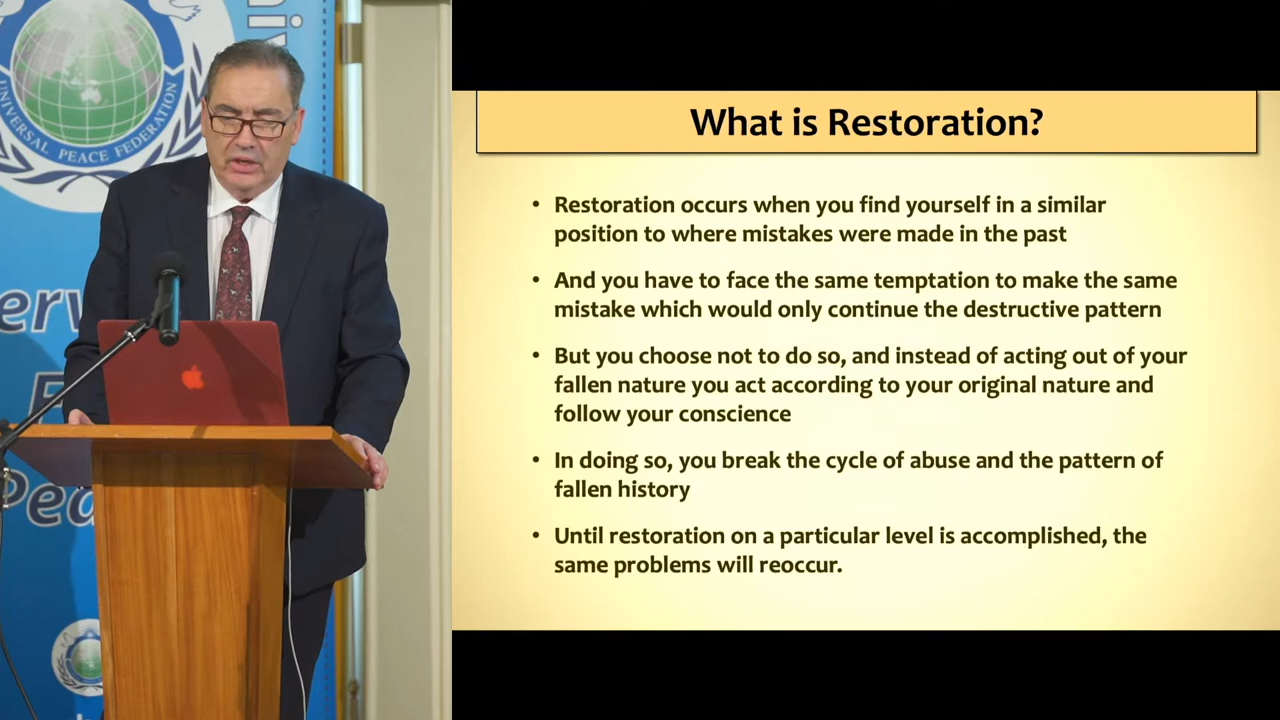 UNIVERSAL PEACE FEDERATION
What is Restoration?
• Restoration occurs when you find yourself in a similar
position to where mistakes were made in the past
• And you have to face the same temptation to make the same
mistake which would only continue the destructive pattern
• But you choose not to do so, and instead of acting out of your
fallen nature you act according to your original nature and
follow your conscience
• In doing so, you break the cycle of abuse and the pattern of
fallen history
• Until restoration on a particular level is accomplished, the
same problems will reoccur.